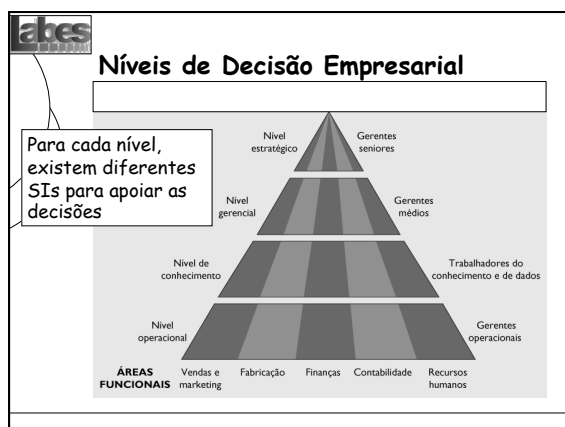 Labes
Níveis de Decisão Empresarial
Para cada nível,
existem diferentes
SIs para apoiar as
decisões
Nível
estratégico
Gerentes
seniores
Nível
gerencial
Gerentes
médios
Nível de
conhecimento
Trabalhadores do
conhecimento e de dados
Nível
operacional
Gerentes
operacionais
ÁREAS
FUNCIONAIS
Vendas e
marketing
Fabricação
Finanças
Contabilidade
Recursos
humanos